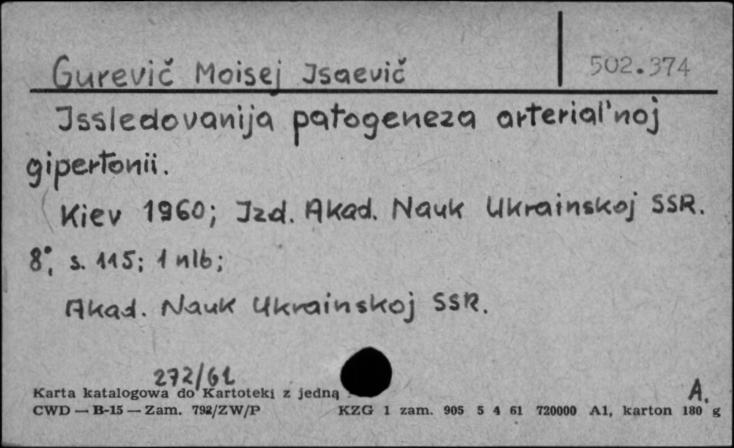 Gurevič Moisej Isaevič 502.374
Issledovanija patogeneza arterial'noj
gipertonii.
Kiev 1960; Izd. Akad. Nauk Ukrainskoj SSR.
8°, s. 115; 1 nlb;
Akad. Nauk Ukrainskoj SSR.
272/61
Karta katalogowa do Kartoteki z jedną
A.
CWD — B-15 — Zam. 792/ZW/P KZG 1 zam. 905 5 4 61 720000 A1, karton 180 g